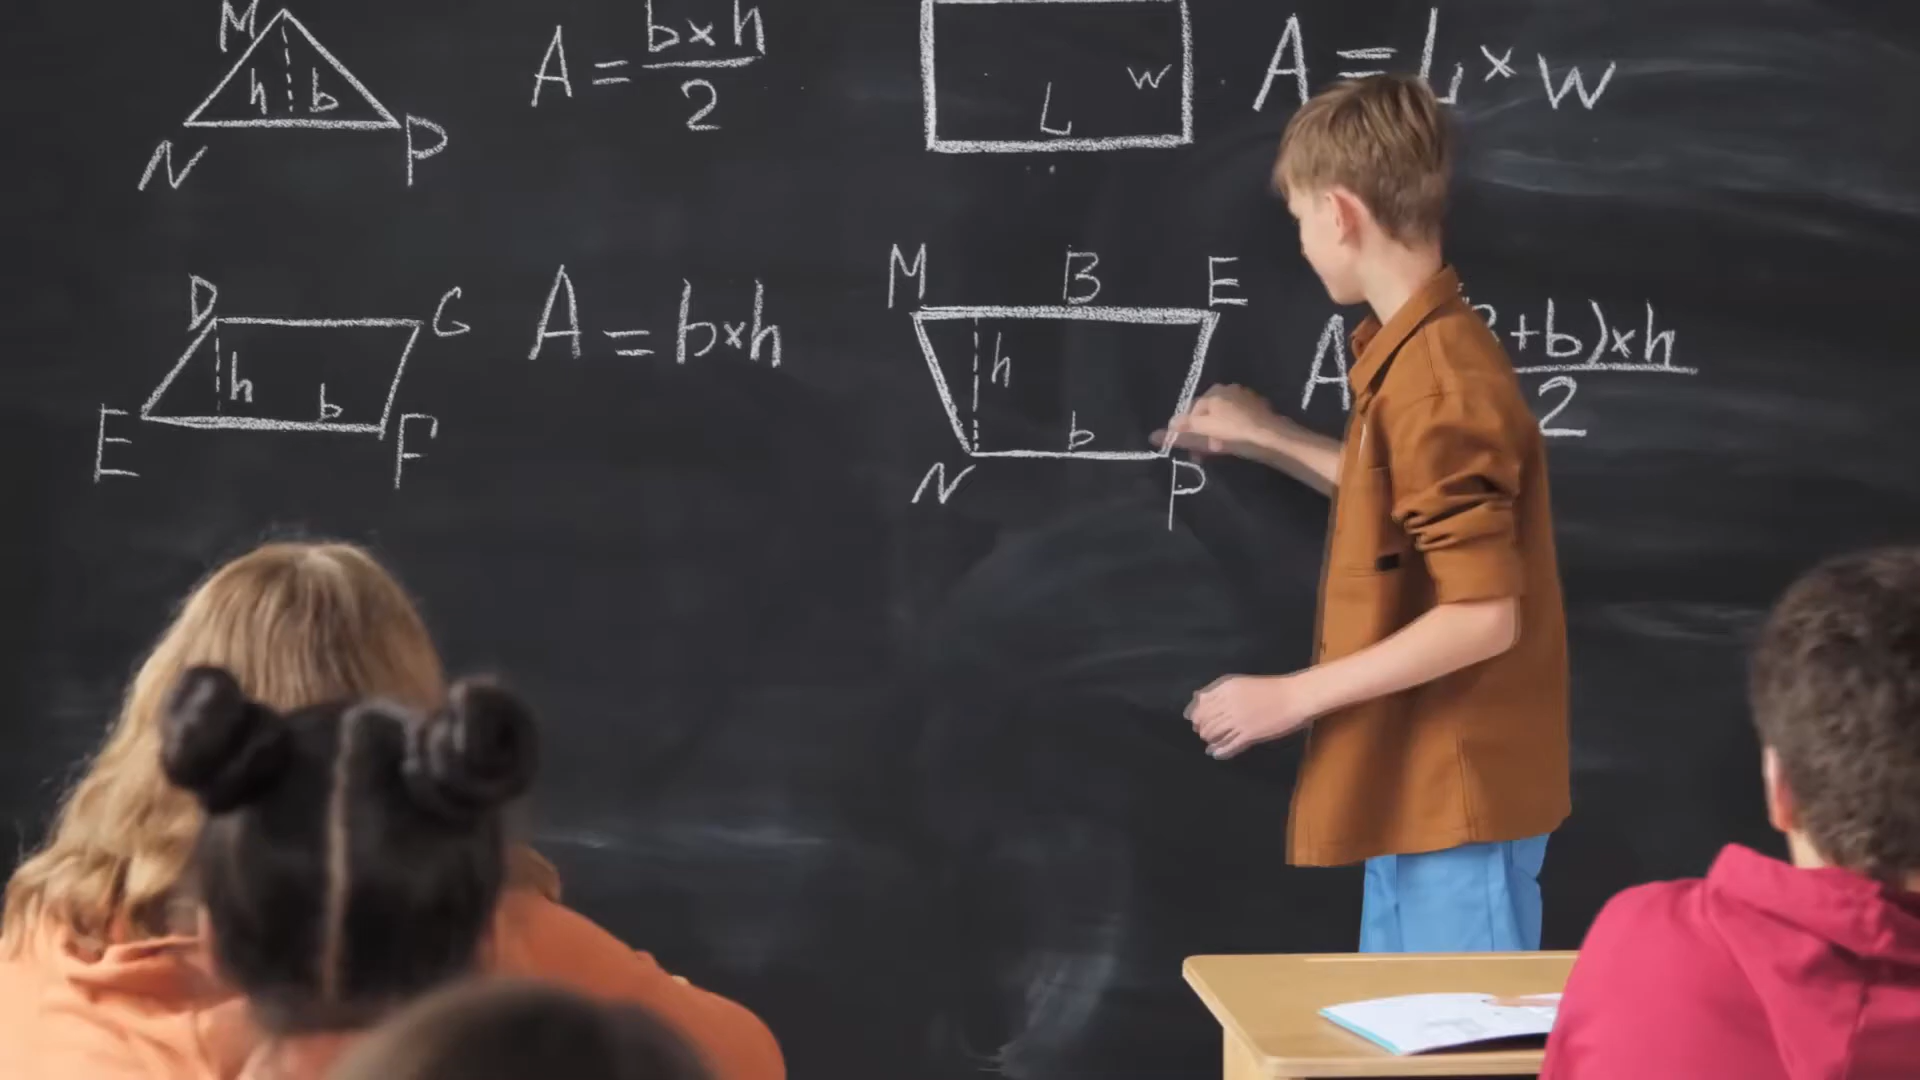 M
h b
N P
A = b×h
2
L w
A = L×w
D G
h b
E F
A = b×h
M B E
h
b
N P
A +b)×h
2